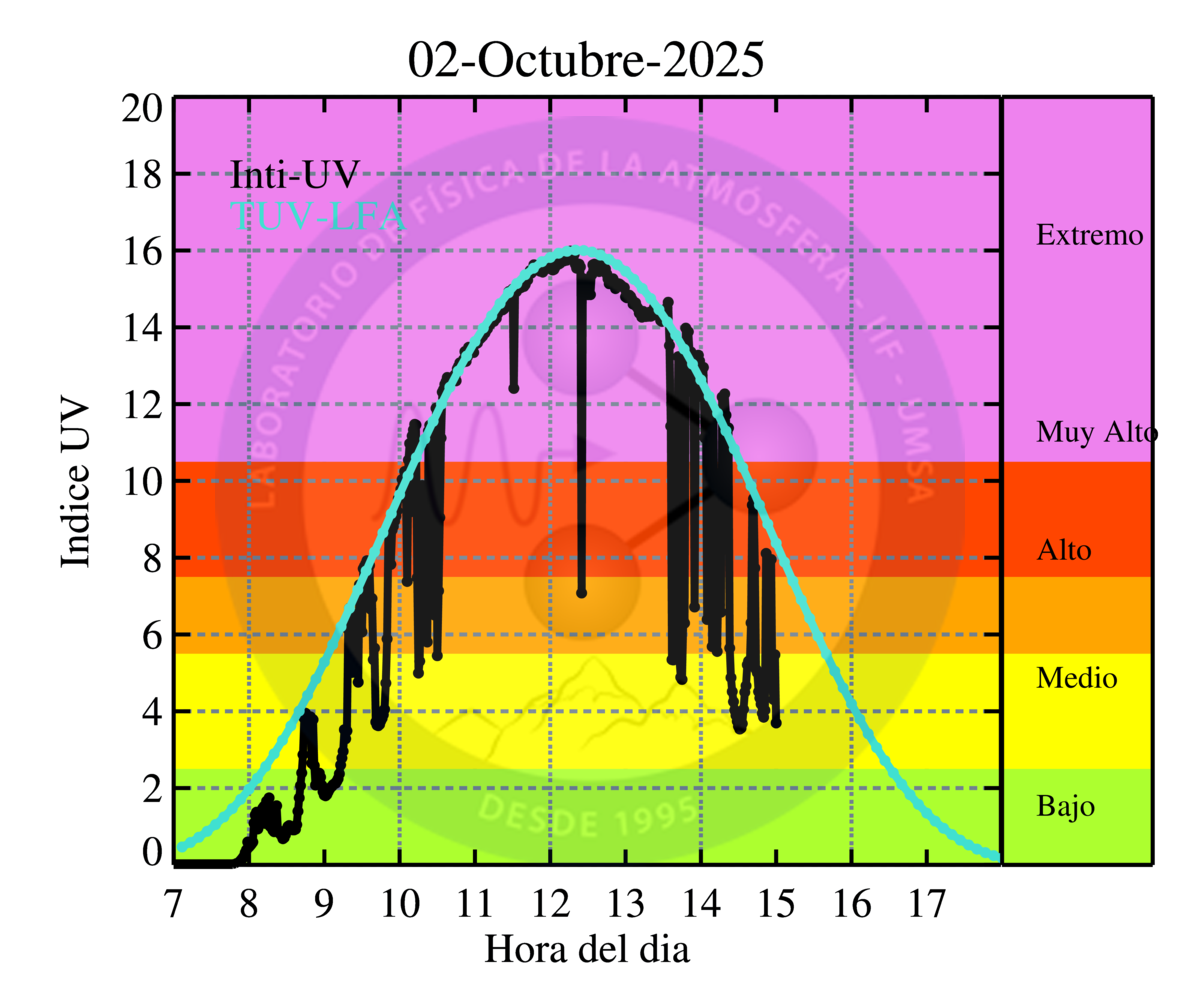 02-Octubre-2025
Indice UV
20
18
16
14
12
10
8
6
4
2
0
Inti-UV
TUV-LFA
LABORATORIO DE FÍSICA DE LA ATMÓSFERA - IIF - UMSA
DESDE 1995
Extremo
Muy Alto
Alto
Medio
Bajo
7 8 9 10 11 12 13 14 15 16 17
Hora del dia